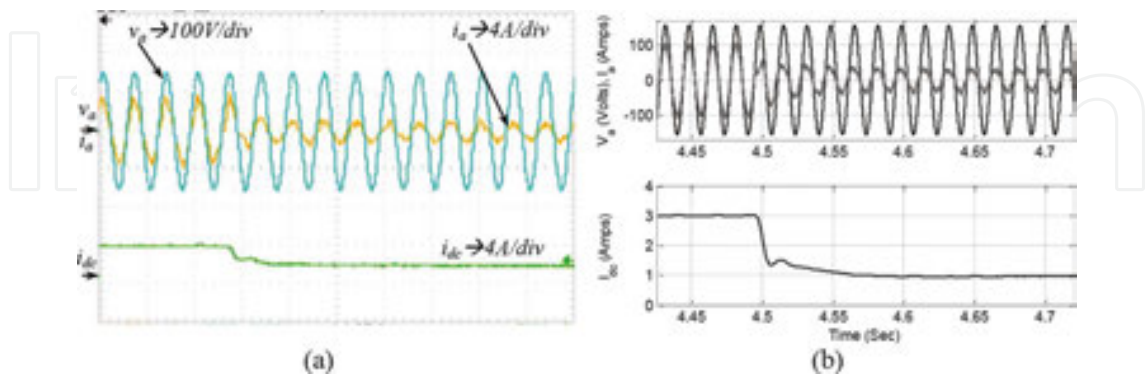 v_g→100V/div
i_a→4A/div
v_a
i_a
i_dc→4A/div
i_dc
(a)
V_a (Volts), I_a (Amps)
100
0
-100
4.45 4.5 4.55 4.6 4.65 4.7
I_dc (Amps)
4
3
2
1
0
4.45 4.5 4.55 4.6 4.65 4.7
Time (Sec)
(b)